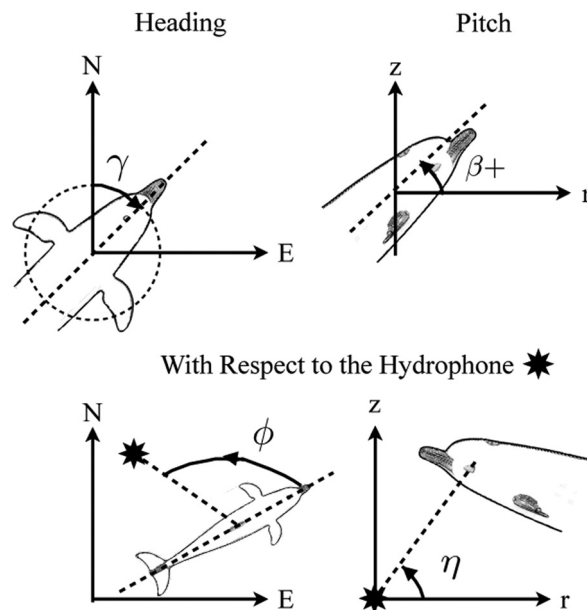 Heading
Pitch
N
z
γ
β+
r
E
With Respect to the Hydrophone
N
z
ϕ
η
E
r